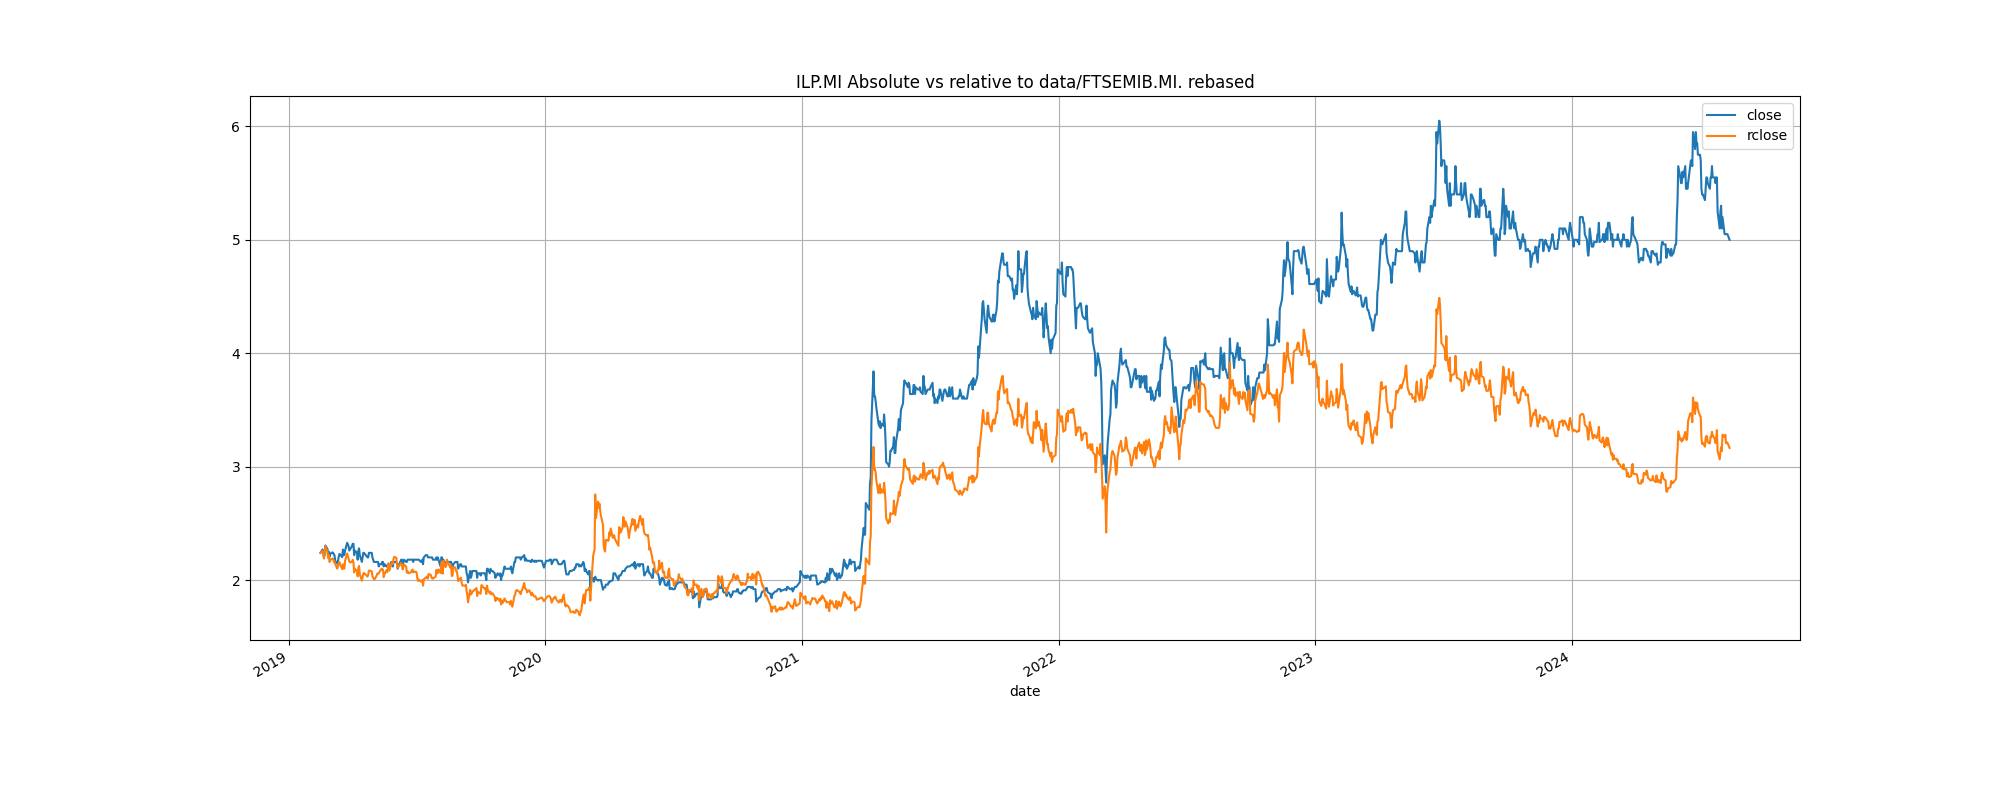 ILP.MI Absolute vs relative to data/FTSEMIB.MI. rebased
close
rclose
6
5
4
3
2
2019
2020
2021
2022
2023
2024
date